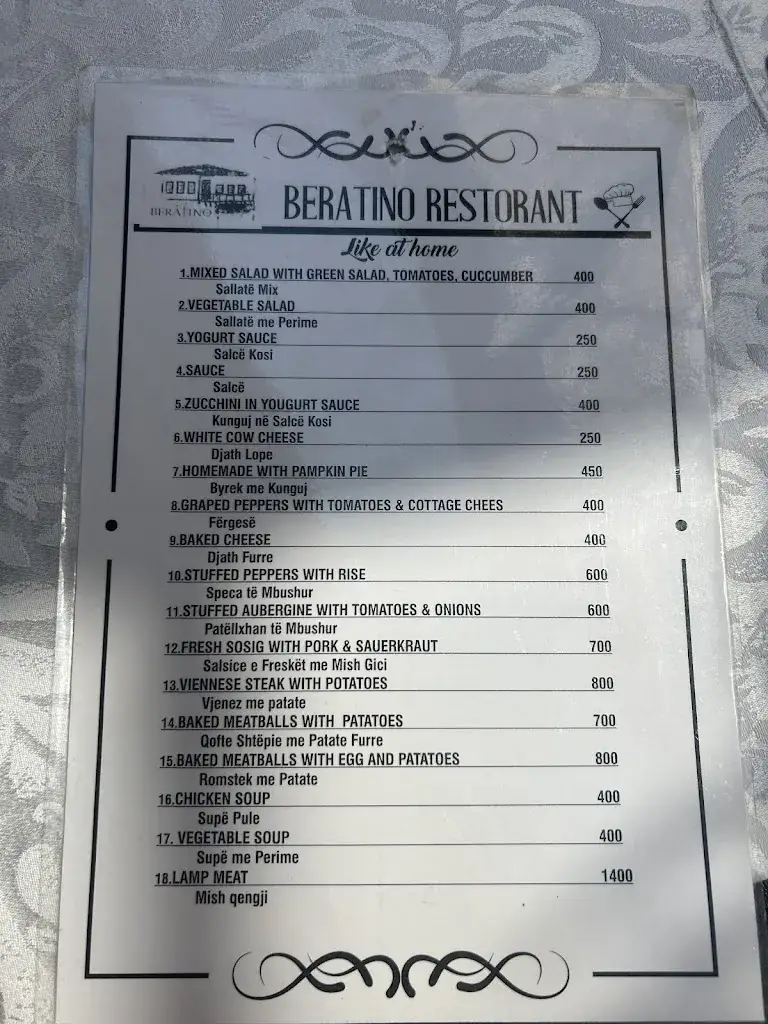 BERATINO
BERATINO RESTORANT
Like at home
1.MIXED SALAD WITH GREEN SALAD, TOMATOES, CUCCUMBER 400
Sallatë Mix
2.VEGETABLE SALAD 400
Sallatë me Perime
3.YOGURT SAUCE 250
Salcë Kosi
4.SAUCE 250
Salcë
5.ZUCCHINI IN YOUGURT SAUCE 400
Kunguj në Salcë Kosi
6.WHITE COW CHEESE 250
Djath Lope
7.HOMEMADE WITH PAMPKIN PIE 450
Byrek me Kunguj
8.GRAPED PEPPERS WITH TOMATOES & COTTAGE CHEES 400
Fërgesë
9.BAKED CHEESE 400
Djath Furre
10.STUFFED PEPPERS WITH RISE 600
Speca të Mbushur
11.STUFFED AUBERGINE WITH TOMATOES & ONIONS 600
Patëllxhan të Mbushur
12.FRESH SOSIG WITH PORK & SAUERKRAUT 700
Salsice e Freskët me Mish Gici
13.VIENNESE STEAK WITH POTATOES 800
Vjenez me patate
14.BAKED MEATBALLS WITH PATATOES 700
Qofte Shtëpie me Patate Furre
15.BAKED MEATBALLS WITH EGG AND PATATOES 800
Romstek me Patate
16.CHICKEN SOUP 400
Supë Pule
17. VEGETABLE SOUP 400
Supë me Perime
18.LAMP MEAT 1400
Mish qengji